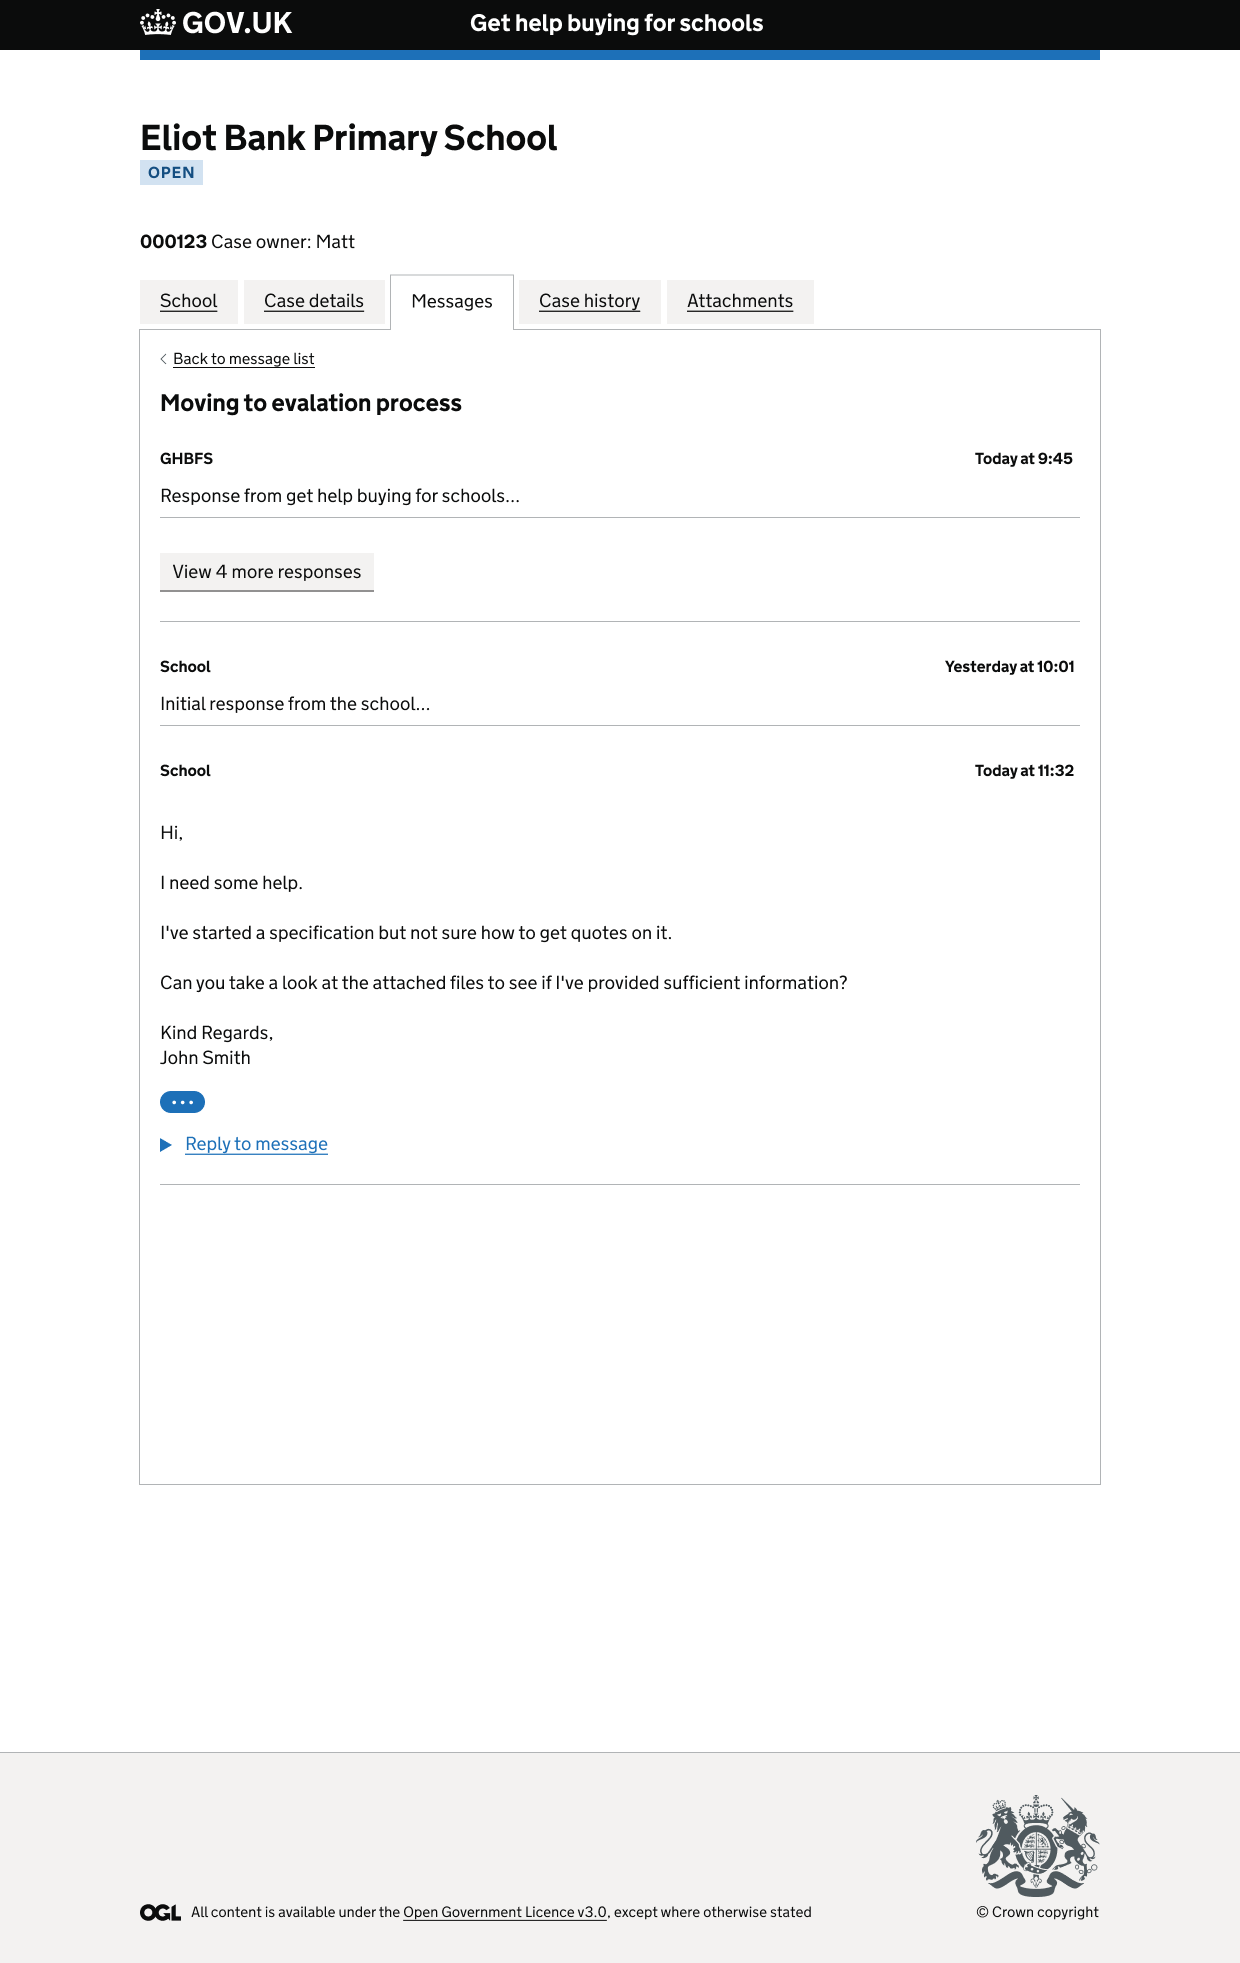 GOV.UK
Get help buying for schools
Eliot Bank Primary School
OPEN
000123 Case owner: Matt
School
Case details
Messages
Case history
Attachments
Back to message list
Moving to evalation process
GHBFS
Today at 9:45
Response from get help buying for schools...
View 4 more responses
School
Yesterday at 10:01
Initial response from the school...
School
Today at 11:32
Hi,
I need some help.
I've started a specification but not sure how to get quotes on it.
Can you take a look at the attached files to see if I've provided sufficient information?
Kind Regards,
John Smith
Reply to message
OGL All content is available under the Open Government Licence v3.0, except where otherwise stated
© Crown copyright